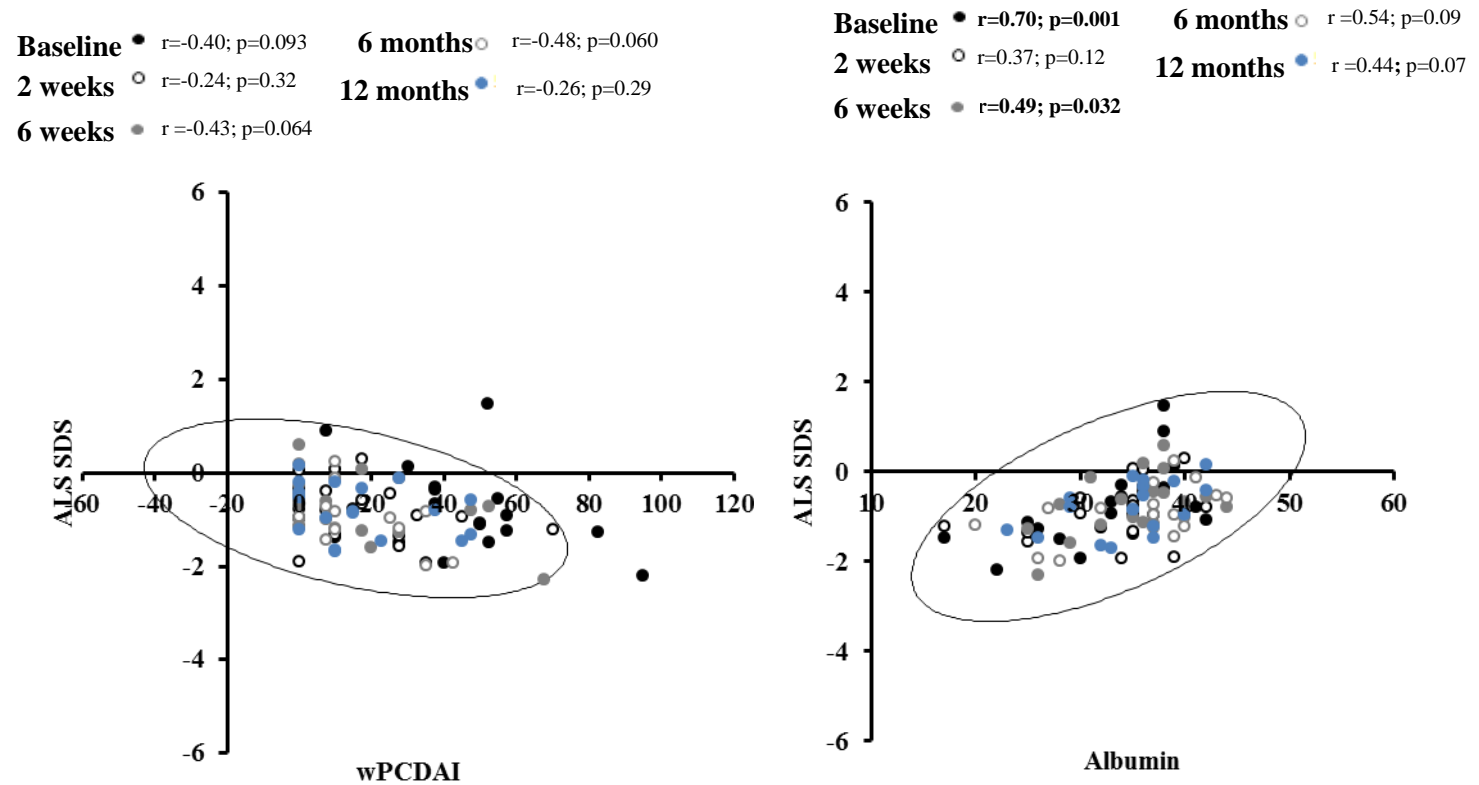 Baseline r=-0.40; p=0.093 6 months r=-0.48; p=0.060
2 weeks r=-0.24; p=0.32 12 months r=-0.26; p=0.29
6 weeks r =-0.43; p=0.064
6
4
2
0
-2
-4
-6
-60 -40 -20 0 20 40 60 80 100 120
ALS SDS
wPCDAI
Baseline r=0.70; p=0.001 6 months r =0.54; p=0.09
2 weeks r=0.37; p=0.12 12 months r =0.44; p=0.07
6 weeks r=0.49; p=0.032
6
4
2
0
-2
-4
-6
10 20 30 40 50 60
ALS SDS
Albumin